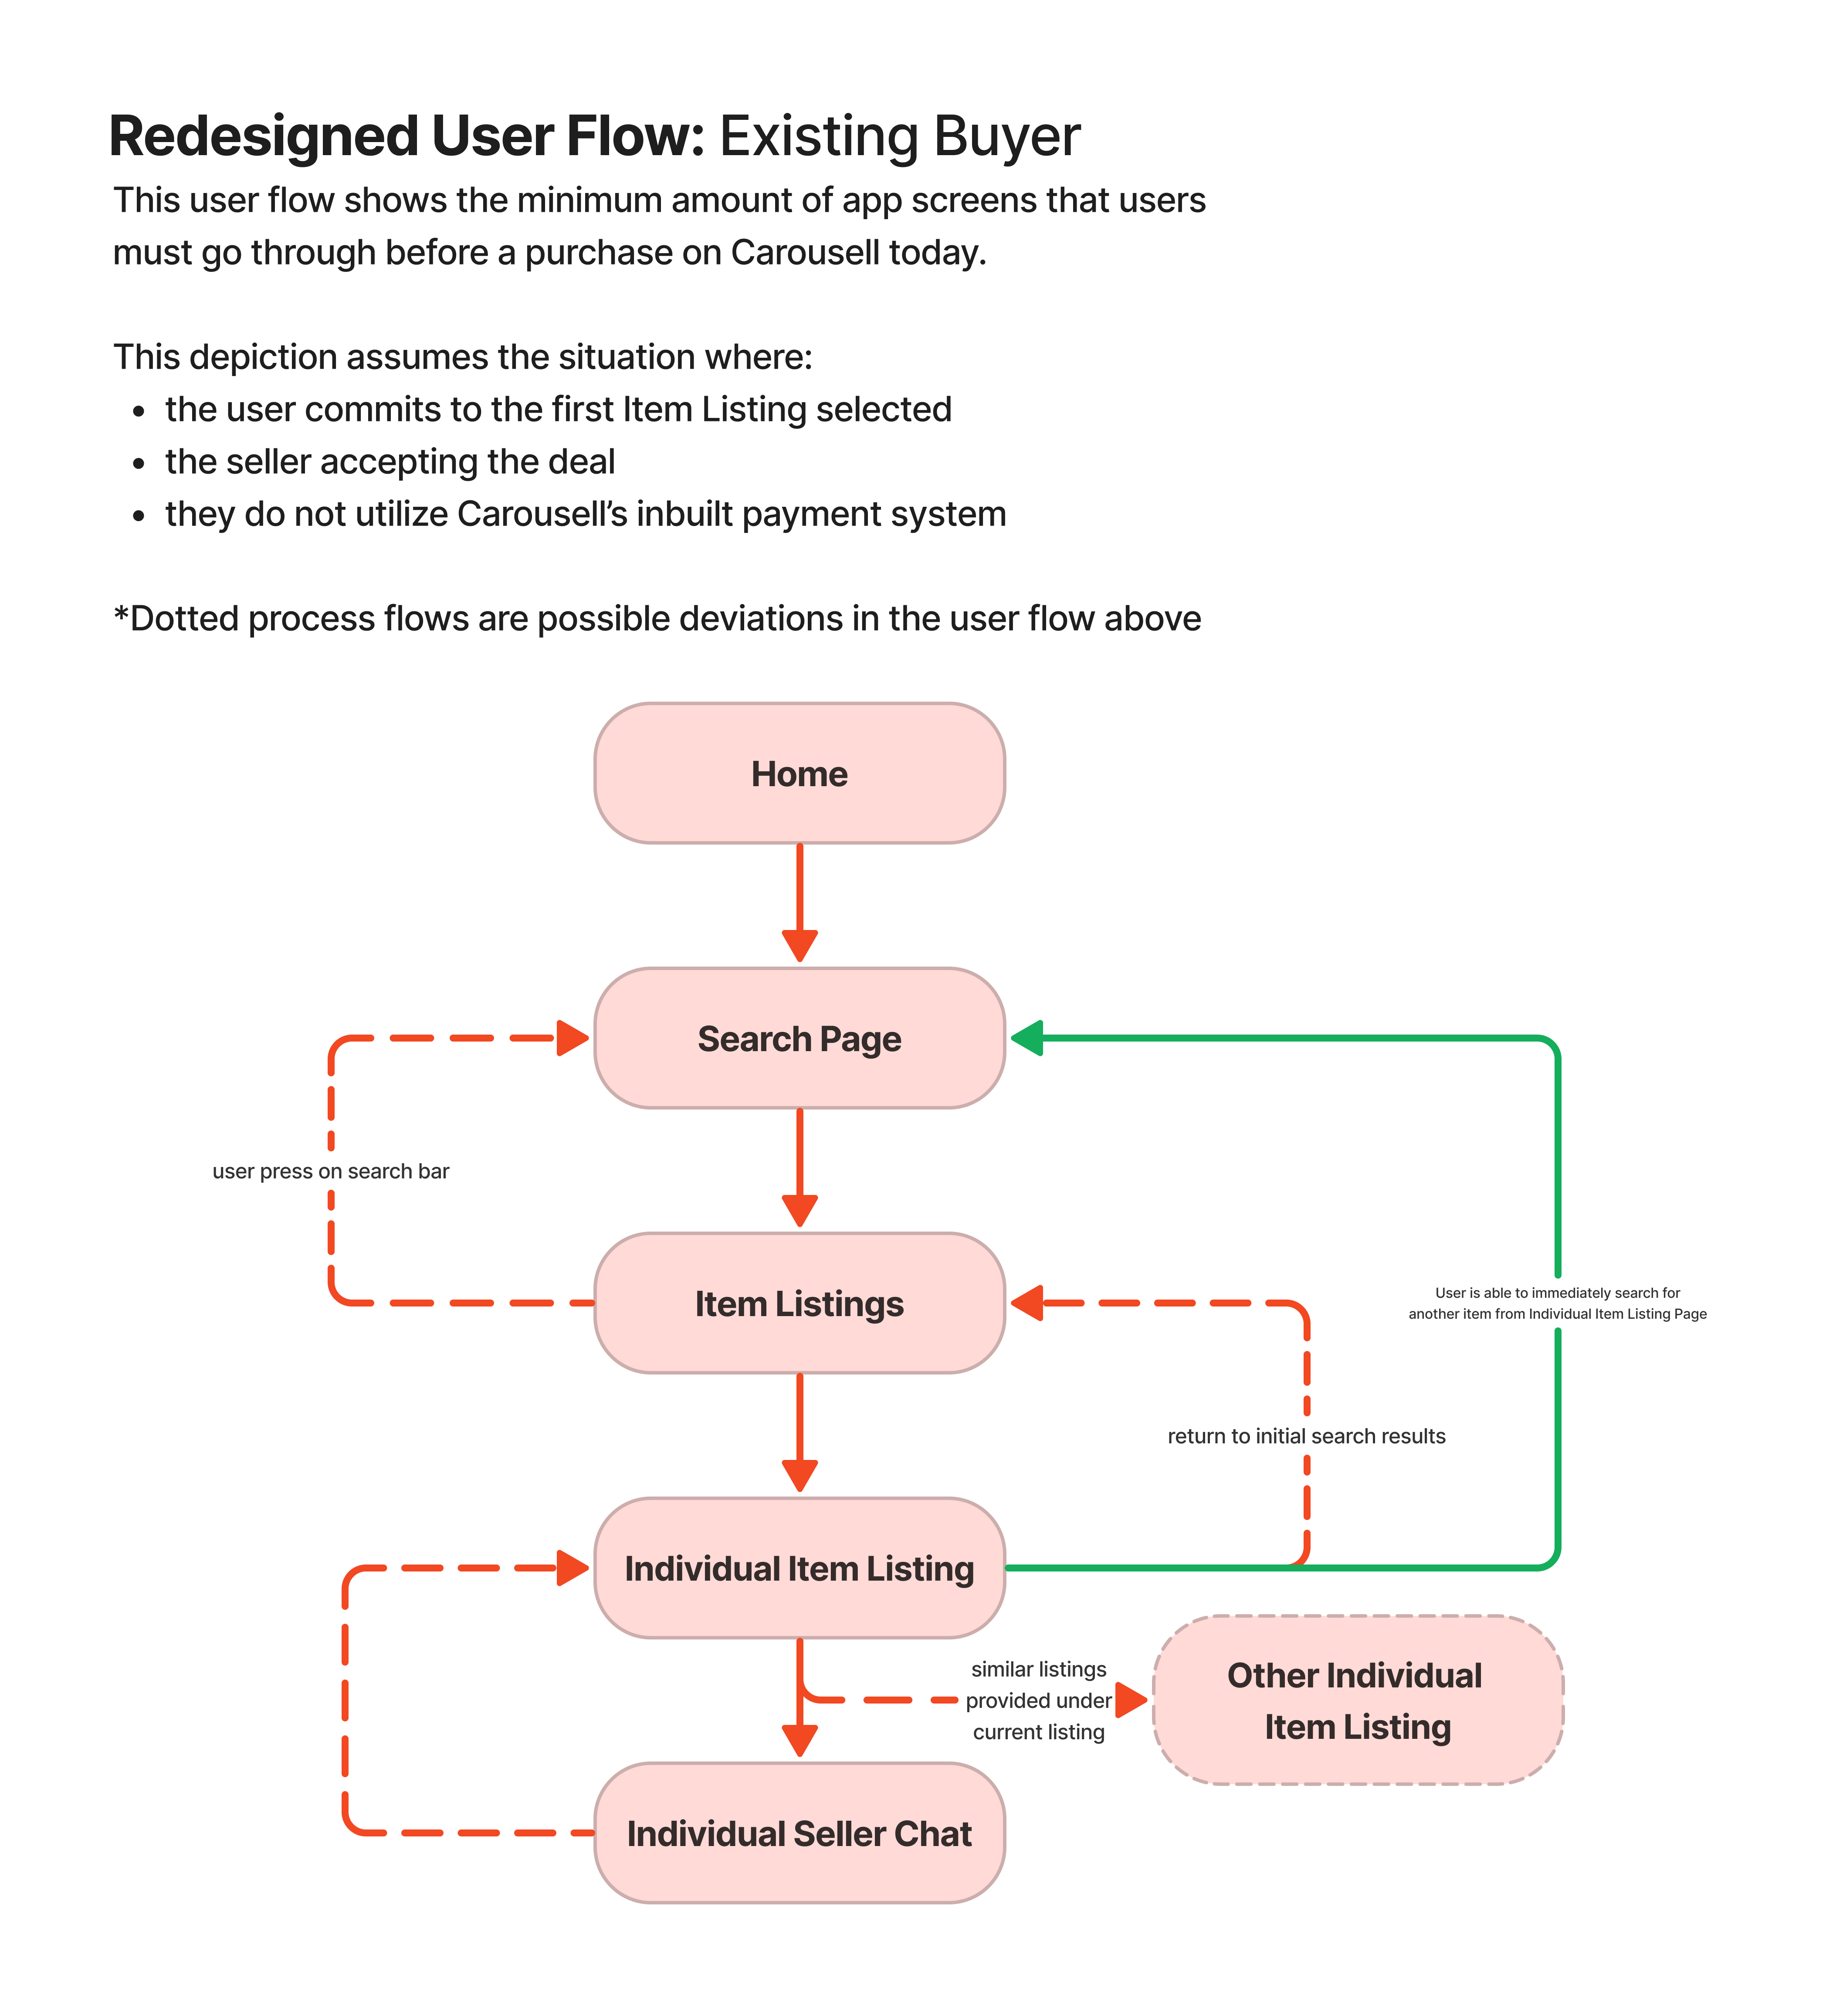 Redesigned User Flow: Existing Buyer
This user flow shows the minimum amount of app screens that users
must go through before a purchase on Carousell today.
This depiction assumes the situation where:
• the user commits to the first Item Listing selected
• the seller accepting the deal
• they do not utilize Carousell’s inbuilt payment system
*Dotted process flows are possible deviations in the user flow above
Home
Search Page
user press on search bar
Item Listings
User is able to immediately search for
another item from Individual Item Listing Page
return to initial search results
Individual Item Listing
similar listings
provided under
current listing
Other Individual
Item Listing
Individual Seller Chat